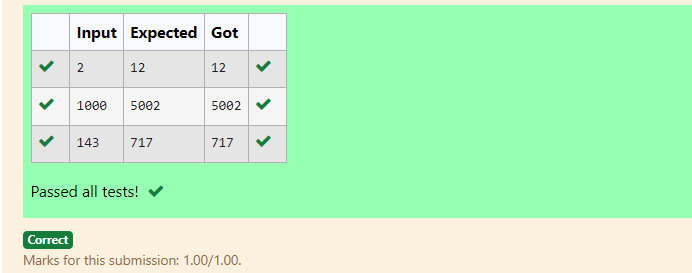 Input Expected Got
2 12 12
1000 5002 5002
143 717 717
Passed all tests!
Correct
Marks for this submission: 1.00/1.00.